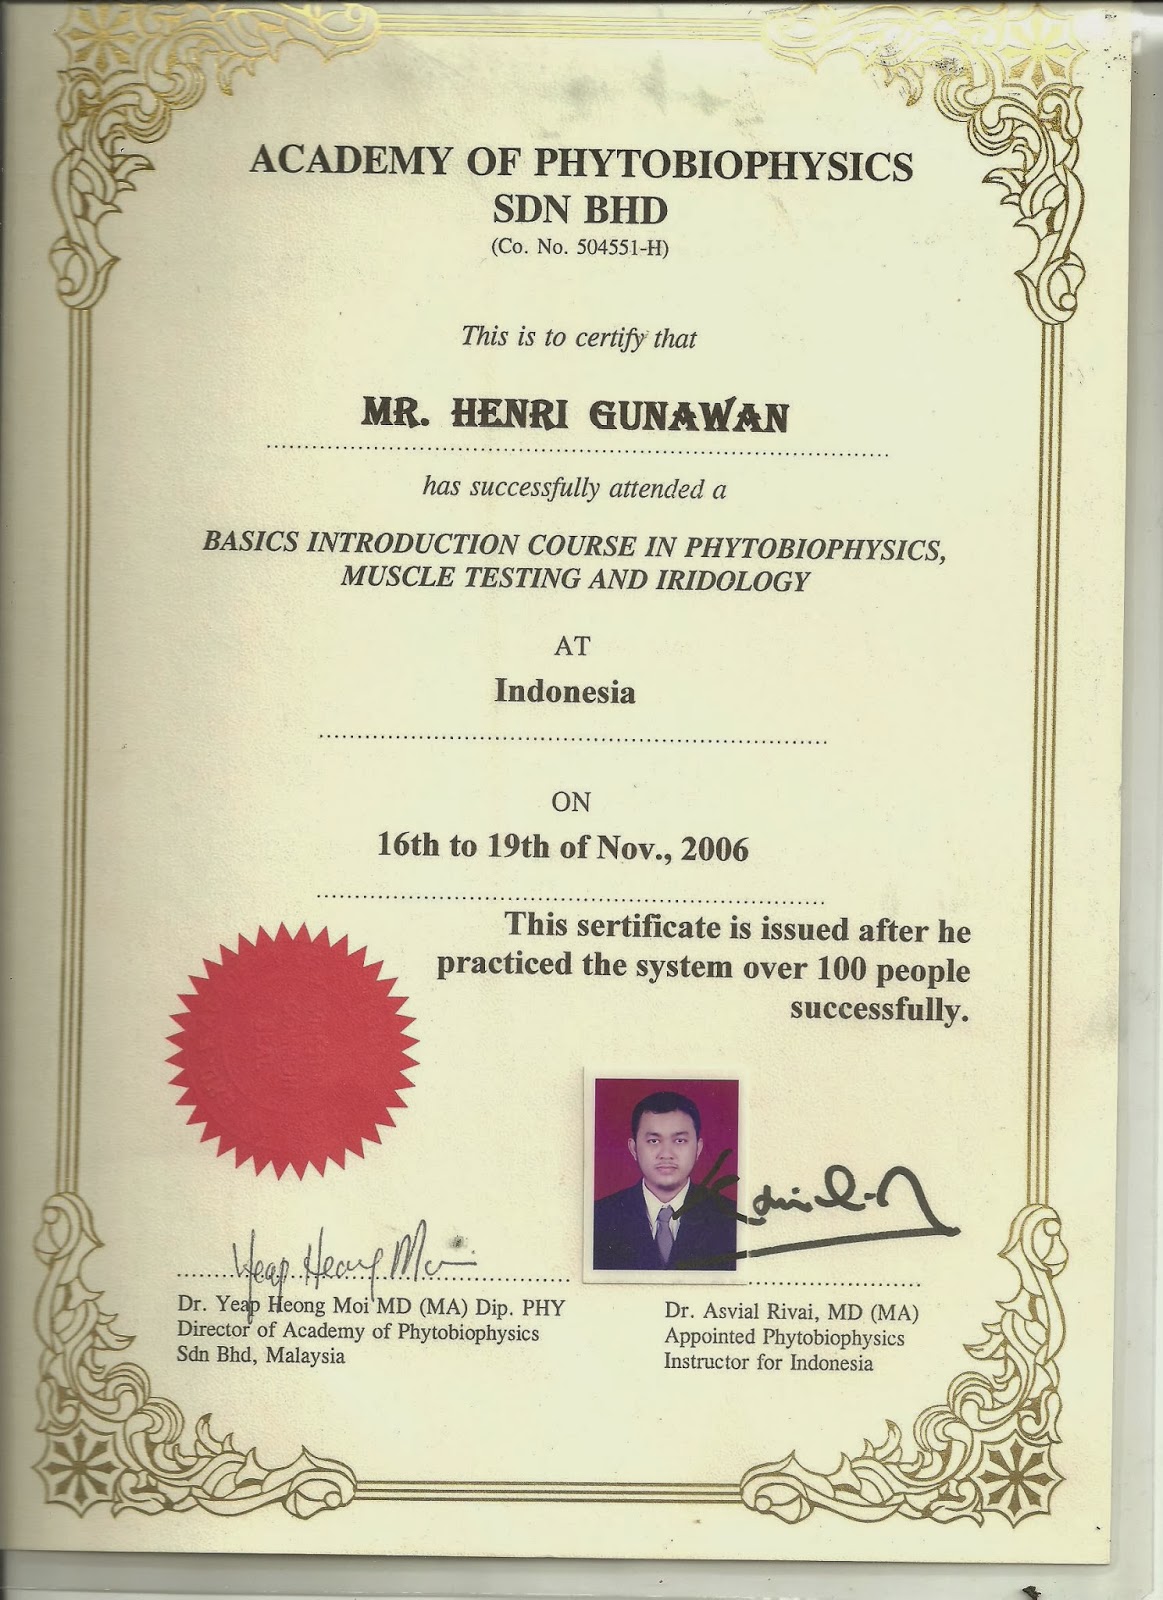 ACADEMY OF PHYTOBIOPHYSICS
SDN BHD
(Co. No. 504551-H)
This is to certify that
MR. HENRI GUNAWAN
has successfully attended a
BASICS INTRODUCTION COURSE IN PHYTOBIOPHYSICS,
MUSCLE TESTING AND IRIDOLOGY
AT
Indonesia
ON
16th to 19th of Nov., 2006
This sertificate is issued after he
practiced the system over 100 people
successfully.
Yeap Heong Moi
Dr. Yeap Heong Moi MD (MA) Dip. PHY
Director of Academy of Phytobiophysics
Sdn Bhd, Malaysia
Dr. Asvial Rivai, MD (MA)
Appointed Phytobiophysics
Instructor for Indonesia